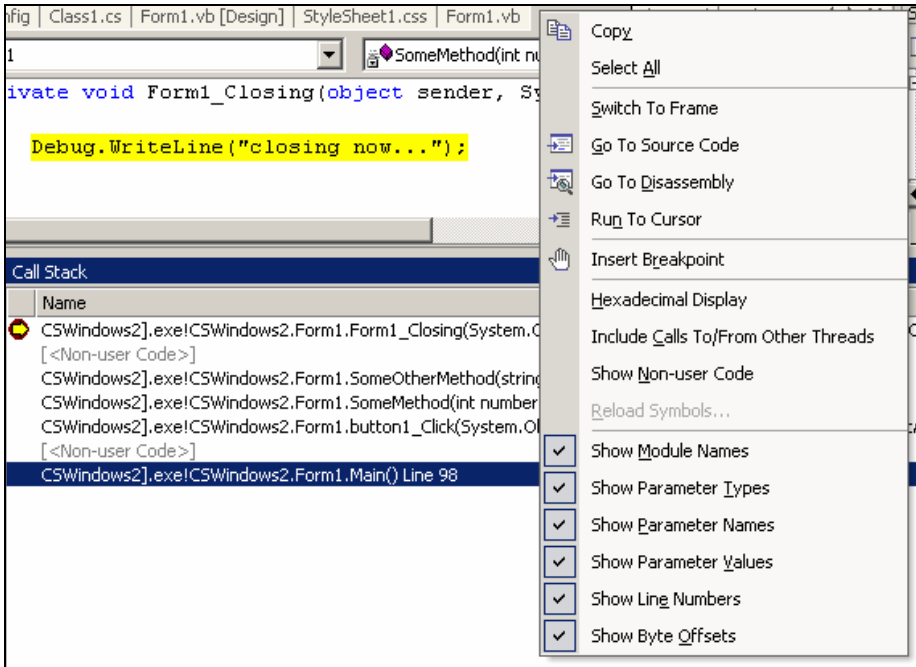 nfig | Class1.cs | Form1.vb [Design] | StyleSheet1.css | Form1.vb
1
SomeMethod(int nu
ivate void Form1_Closing(object sender, Sy
Debug.WriteLine("closing now...");
Call Stack
Name
CSWindows2].exe!CSWindows2.Form1.Form1_Closing(System.C
[<Non-user Code>]
CSWindows2].exe!CSWindows2.Form1.SomeOtherMethod(string
CSWindows2].exe!CSWindows2.Form1.SomeMethod(int number
CSWindows2].exe!CSWindows2.Form1.button1_Click(System.Ol
[<Non-user Code>]
CSWindows2].exe!CSWindows2.Form1.Main() Line 98
Copy
Select All
Switch To Frame
Go To Source Code
Go To Disassembly
Run To Cursor
Insert Breakpoint
Hexadecimal Display
Include Calls To/From Other Threads
Show Non-user Code
Reload Symbols...
Show Module Names
Show Parameter Types
Show Parameter Names
Show Parameter Values
Show Line Numbers
Show Byte Offsets